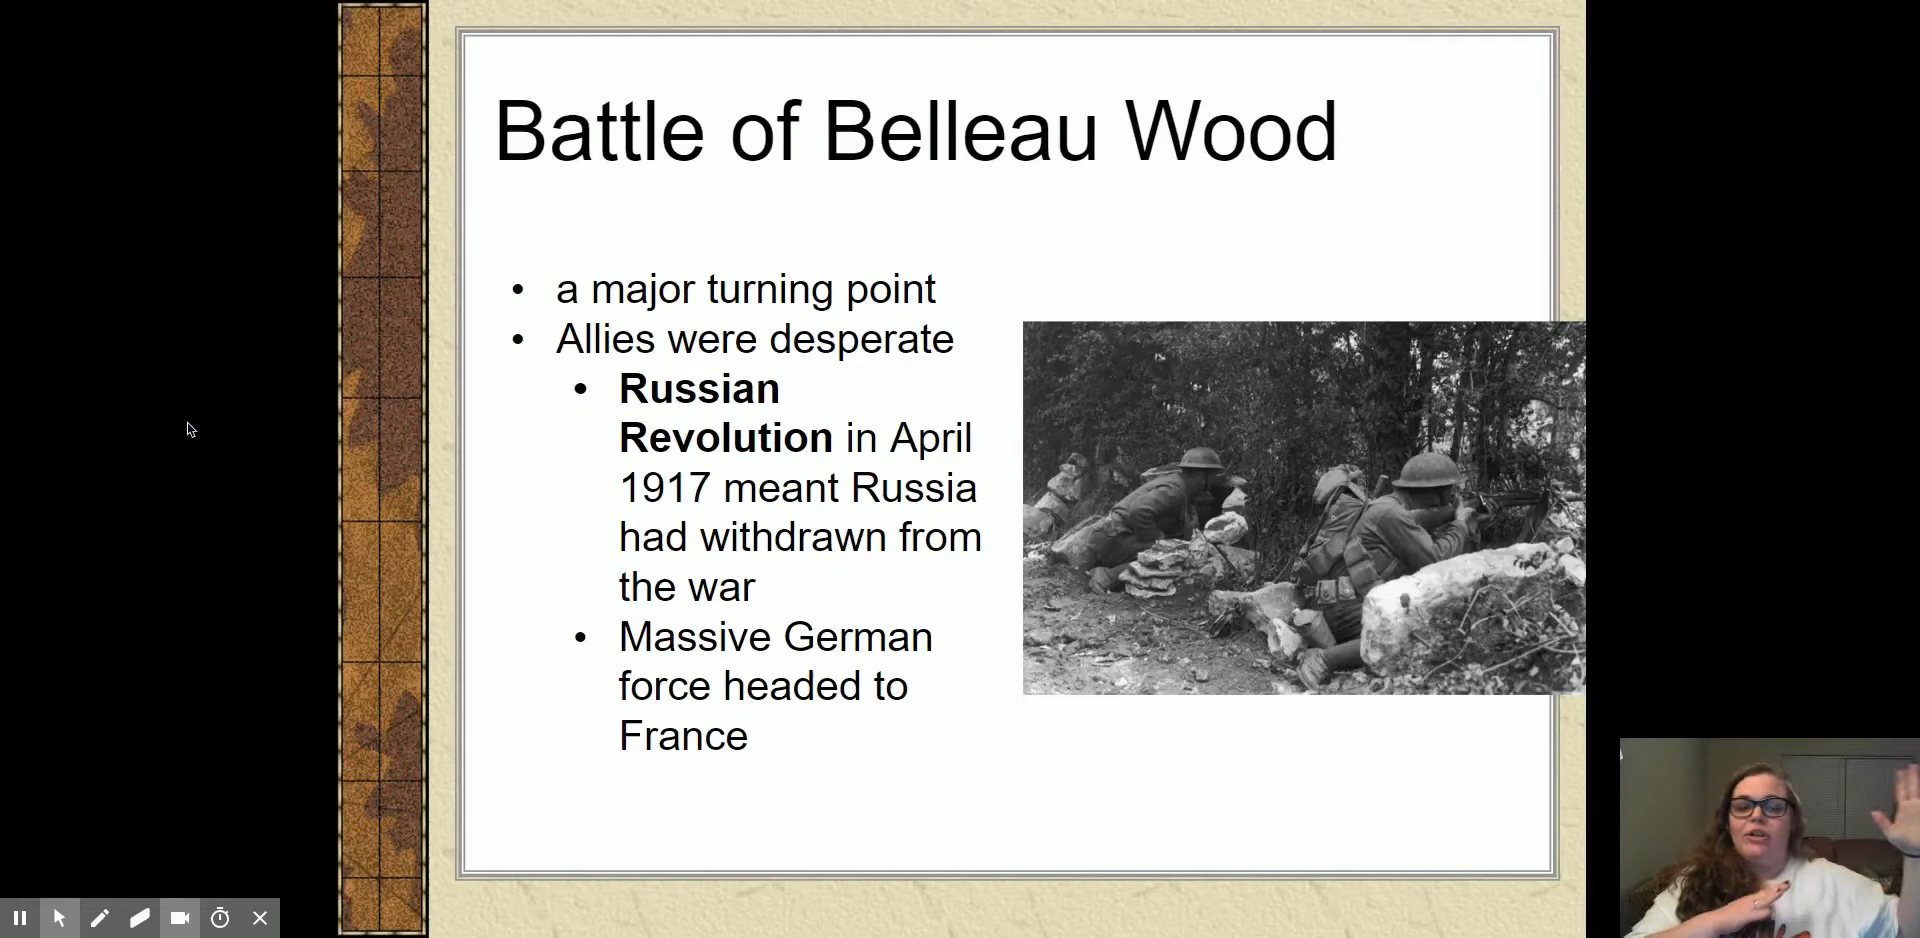 Battle of Belleau Wood
• a major turning point
• Allies were desperate
• Russian
Revolution in April
1917 meant Russia
had withdrawn from
the war
• Massive German
force headed to
France